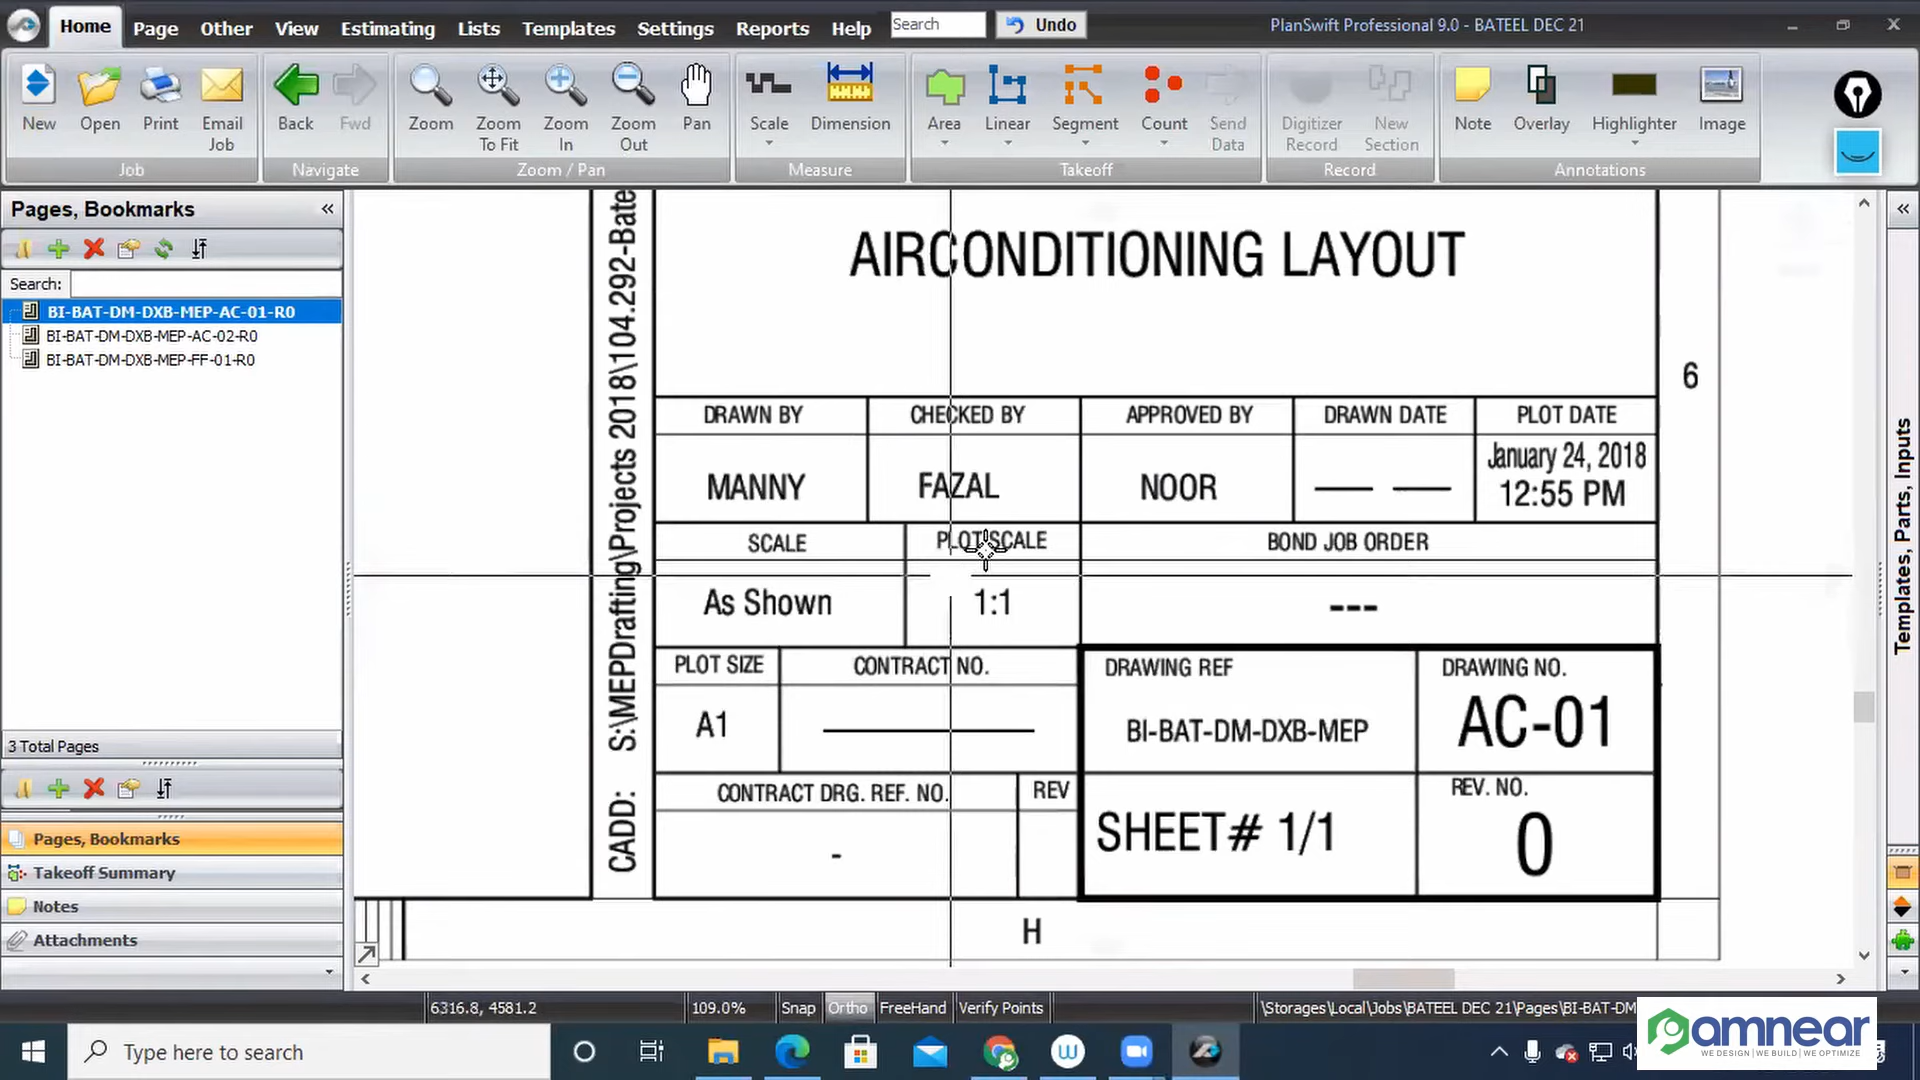 Home Page Other View Estimating Lists Templates Settings Reports Help Search Undo PlanSwift Professional 9.0 - BATEEL DEC 21
New Open Print Email Job Back Fwd Zoom Zoom To Fit Zoom In Zoom Out Pan Scale Dimension Area Linear Segment Count Send Data Digitizer Record New Section Note Overlay Highlighter Image
Job Navigate Zoom / Pan Measure Takeoff Record Annotations
Pages, Bookmarks
Search:
BI-BAT-DM-DXB-MEP-AC-01-R0
BI-BAT-DM-DXB-MEP-AC-02-R0
BI-BAT-DM-DXB-MEP-FF-01-R0
3 Total Pages
Pages, Bookmarks
Takeoff Summary
Notes
Attachments
CADD: S:\MEPDrafting\Projects 2018\104.292-Bate
AIRCONDITIONING LAYOUT
6
DRAWN BY CHECKED BY APPROVED BY DRAWN DATE PLOT DATE
MANNY FAZAL NOOR —— —— January 24, 2018
12:55 PM
SCALE PLOT SCALE BOND JOB ORDER
As Shown 1:1 ---
PLOT SIZE CONTRACT NO. DRAWING REF DRAWING NO.
A1 BI-BAT-DM-DXB-MEP AC-01
CONTRACT DRG. REF. NO. REV SHEET# 1/1 REV. NO.
- 0
H
Templates, Parts, Inputs
6316.8, 4581.2 109.0% Snap Ortho FreeHand Verify Points \Storages\Local\Jobs\BATEEL DEC 21\Pages\BI-BAT-DM
Type here to search
amnear
WE DESIGN | WE BUILD | WE OPTIMIZE